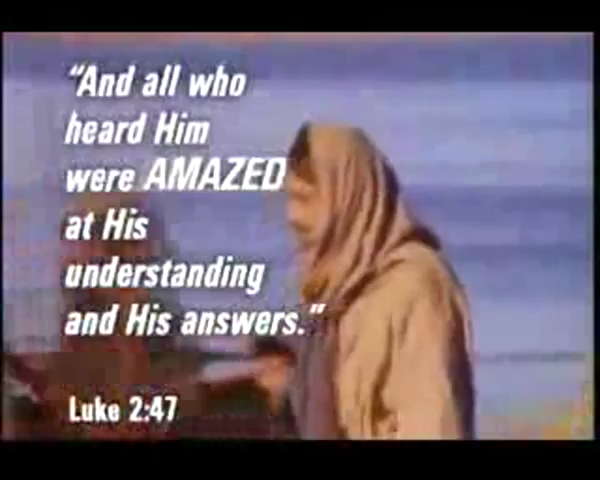 “And all who
heard Him
were AMAZED
at His
understanding
and His answers.”
Luke 2:47